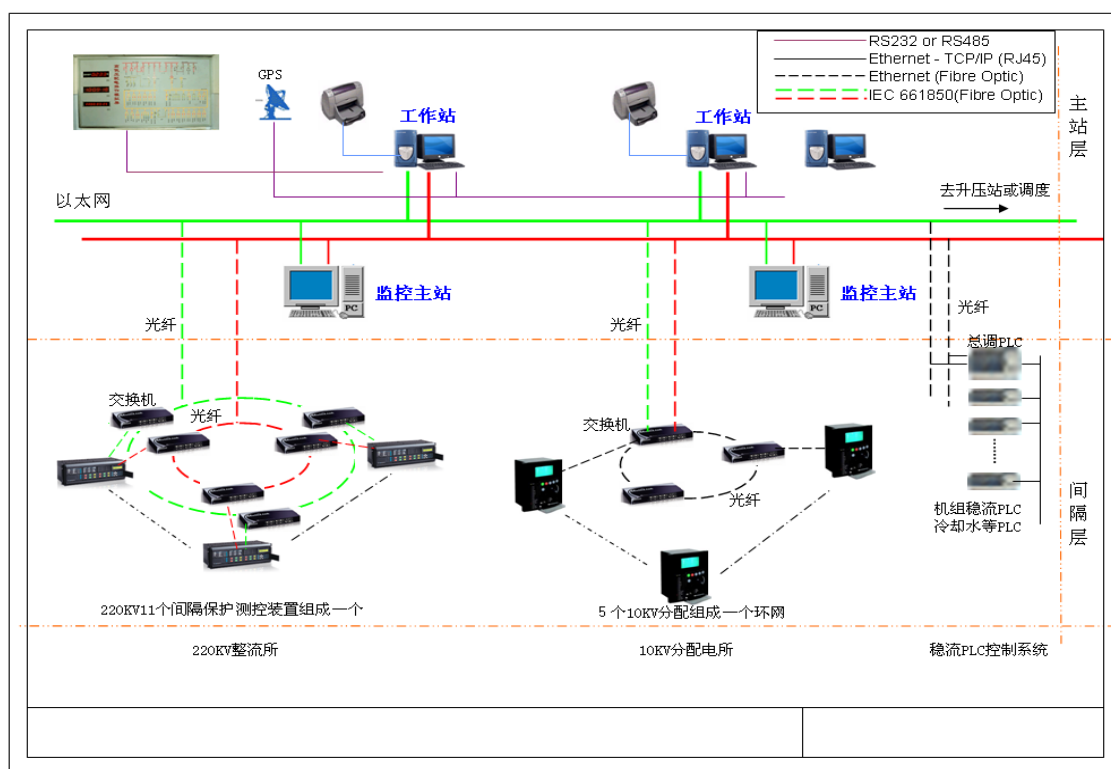 RS232 or RS485
Ethernet - TCP/IP (RJ45)
Ethernet (Fibre Optic)
IEC 661850(Fibre Optic)
GPS
工作站
工作站
主站层
以太网
去升压站或调度
监控主站
PC
监控主站
PC
光纤
光纤
光纤
总调PLC
交换机
光纤
交换机
光纤
机组稳流PLC
冷却水等PLC
间隔层
220KV11个间隔保护测控装置组成一个
5个10KV分配组成一个环网
220KV整流所
10KV分配电所
稳流PLC控制系统